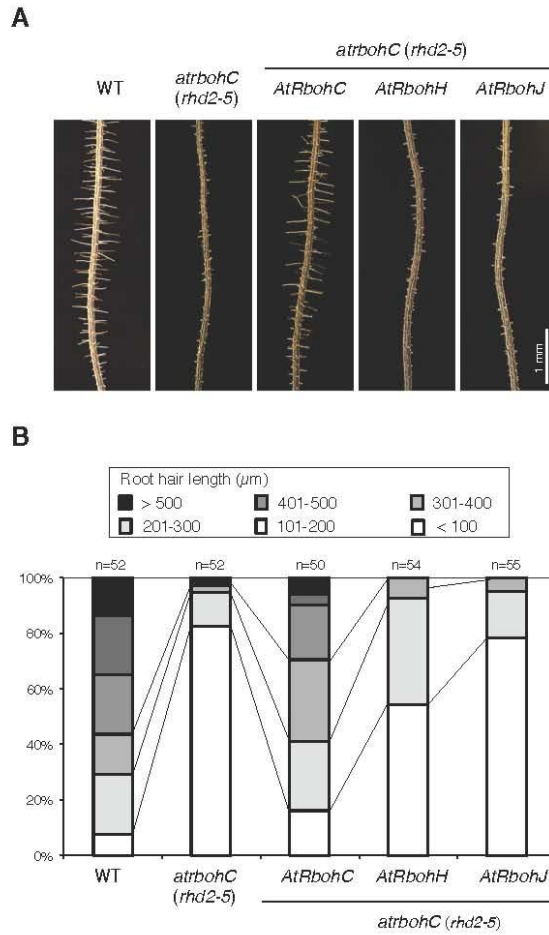 A
atrbohC (rhd2-5)
WT
atrbohC
(rhd2-5)
AtRbohC
AtRbohH
AtRbohJ
1 mm
B
Root hair length (µm)
> 500
401-500
301-400
201-300
101-200
< 100
n=52
n=52
n=50
n=54
n=55
100%
80%
60%
40%
20%
0%
WT
atrbohC
(rhd2-5)
AtRbohC
AtRbohH
AtRbohJ
atrbohC (rhd2-5)